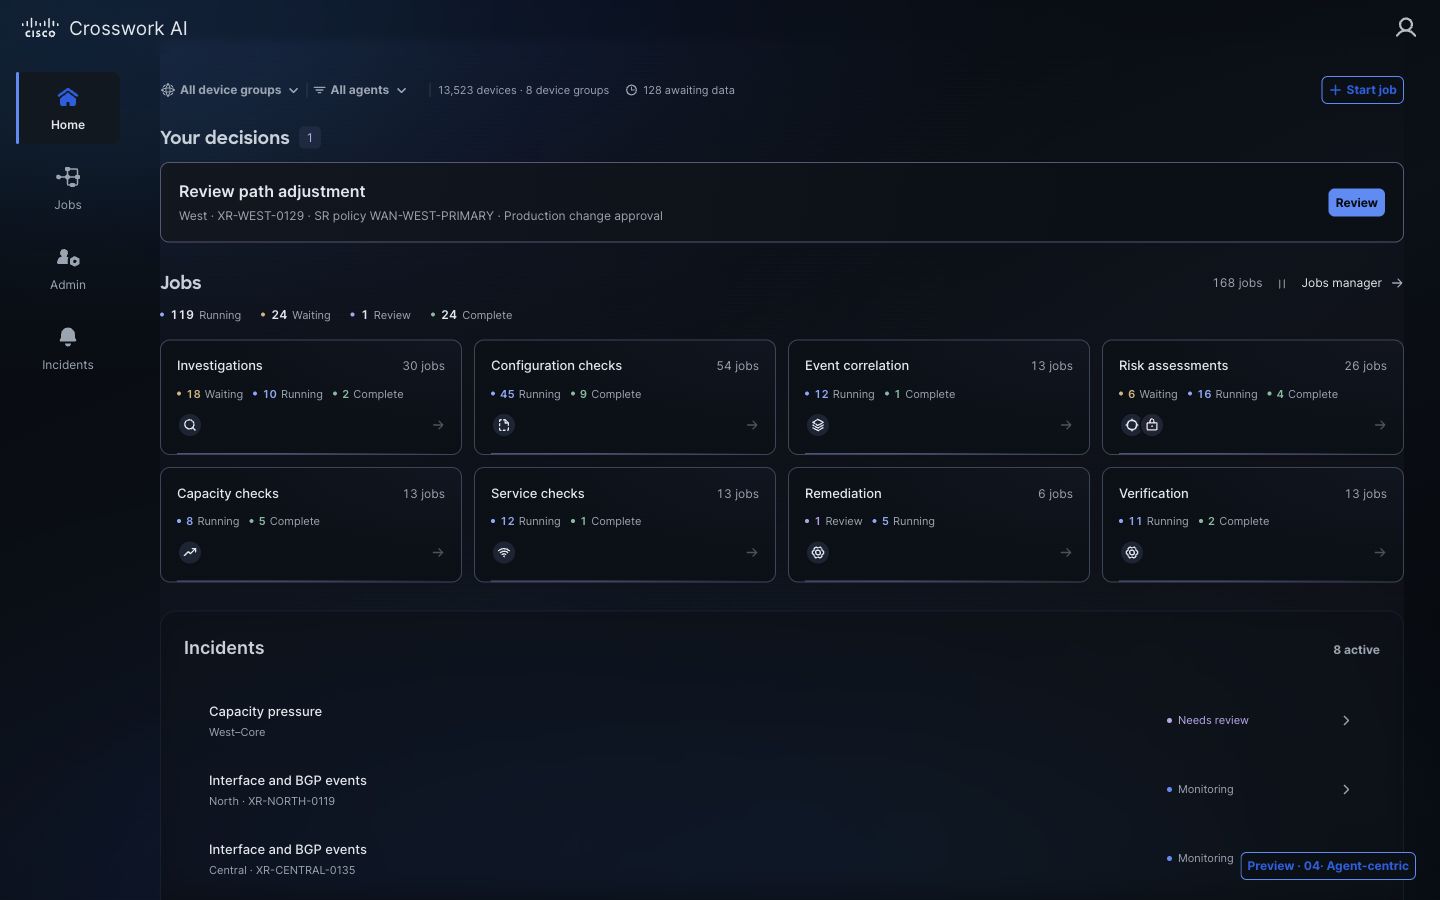 CISCO Crosswork AI
Home
Jobs
Admin
Incidents
All device groups All agents 13,523 devices · 8 device groups 128 awaiting data
+ Start job
Your decisions 1
Review path adjustment
West · XR-WEST-0129 · SR policy WAN-WEST-PRIMARY · Production change approval
Review
Jobs
168 jobs Jobs manager →
• 119 Running • 24 Waiting • 1 Review • 24 Complete
Investigations 30 jobs
• 18 Waiting • 10 Running • 2 Complete
Configuration checks 54 jobs
• 45 Running • 9 Complete
Event correlation 13 jobs
• 12 Running • 1 Complete
Risk assessments 26 jobs
• 6 Waiting • 16 Running • 4 Complete
Capacity checks 13 jobs
• 8 Running • 5 Complete
Service checks 13 jobs
• 12 Running • 1 Complete
Remediation 6 jobs
• 1 Review • 5 Running
Verification 13 jobs
• 11 Running • 2 Complete
Incidents 8 active
Capacity pressure
West–Core
• Needs review
Interface and BGP events
North · XR-NORTH-0119
• Monitoring
Interface and BGP events
Central · XR-CENTRAL-0135
• Monitoring
Preview · 04· Agent-centric